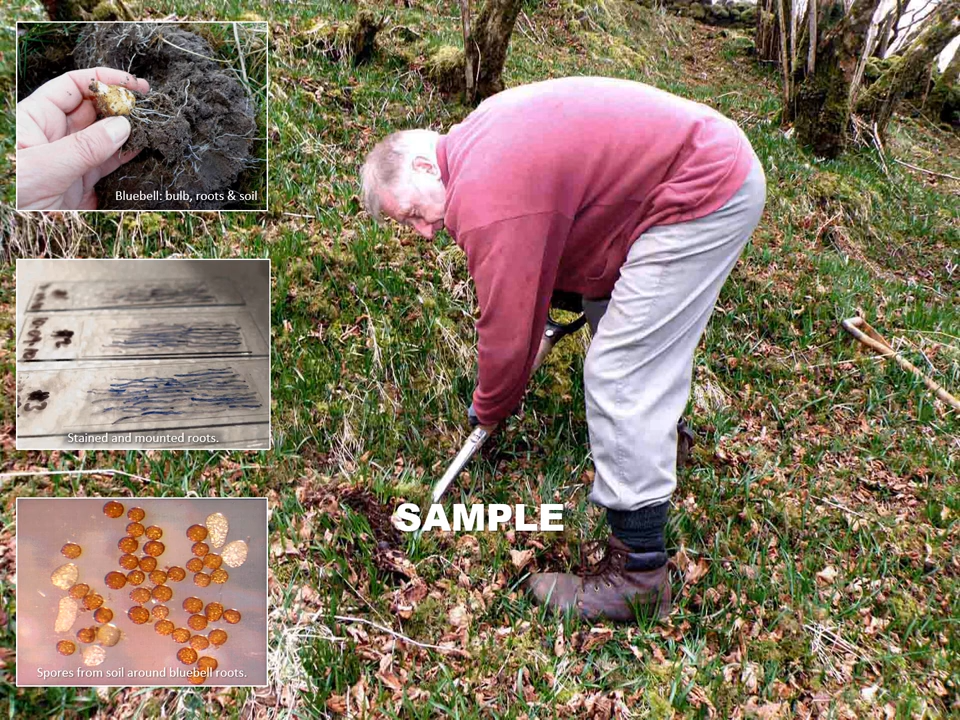 Bluebell: bulb, roots & soil
Stained and mounted roots.
SAMPLE
Spores from soil around bluebell roots.